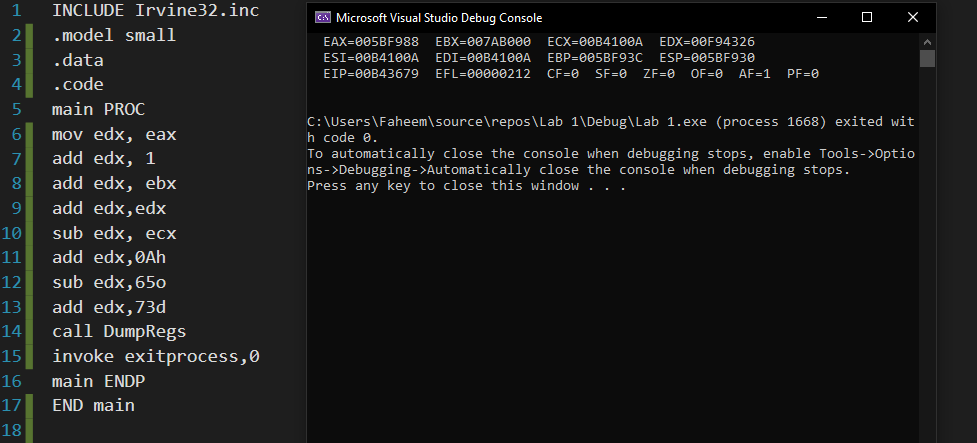 1 INCLUDE Irvine32.inc
2 .model small
3 .data
4 .code
5 main PROC
6 mov edx, eax
7 add edx, 1
8 add edx, ebx
9 add edx,edx
10 sub edx, ecx
11 add edx,0Ah
12 sub edx,65o
13 add edx,73d
14 call DumpRegs
15 invoke exitprocess,0
16 main ENDP
17 END main
18
Microsoft Visual Studio Debug Console
EAX=005BF988 EBX=007AB000 ECX=00B4100A EDX=00F94326
ESI=00B4100A EDI=00B4100A EBP=005BF93C ESP=005BF930
EIP=00B43679 EFL=00000212 CF=0 SF=0 ZF=0 OF=0 AF=1 PF=0
C:\Users\Faheem\source\repos\Lab 1\Debug\Lab 1.exe (process 1668) exited wit
h code 0.
To automatically close the console when debugging stops, enable Tools->Optio
ns->Debugging->Automatically close the console when debugging stops.
Press any key to close this window . . .